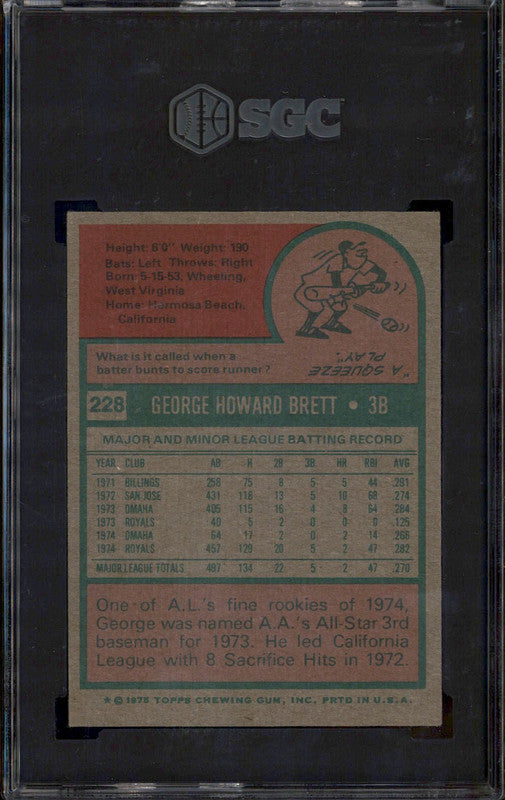 SGC
Height: 6'0" Weight: 190
Bats: Left Throws: Right
Born: 5-15-53, Wheeling,
West Virginia
Home: Hermosa Beach,
California
What is it called when a
batter bunts to score runner?
"A SQUEEZE
PLAY".
228 GEORGE HOWARD BRETT • 3B
MAJOR AND MINOR LEAGUE BATTING RECORD
YEAR CLUB AB H 2B 3B HR RBI AVG
1971 BILLINGS 258 75 8 5 5 44 .291
1972 SAN JOSE 431 118 13 5 10 68 .274
1973 OMAHA 405 115 16 4 8 64 .284
1973 ROYALS 40 5 2 0 0 0 .125
1974 OMAHA 64 17 2 0 1 14 .266
1974 ROYALS 457 129 20 5 2 47 .282
MAJOR LEAGUE TOTALS 497 134 22 5 2 47 .270
One of A.L.'s fine rookies of 1974,
George was named A.A.'s All-Star 3rd
baseman for 1973. He led California
League with 8 Sacrifice Hits in 1972.
★ © 1975 TOPPS CHEWING GUM, INC. PRTD IN U.S.A.